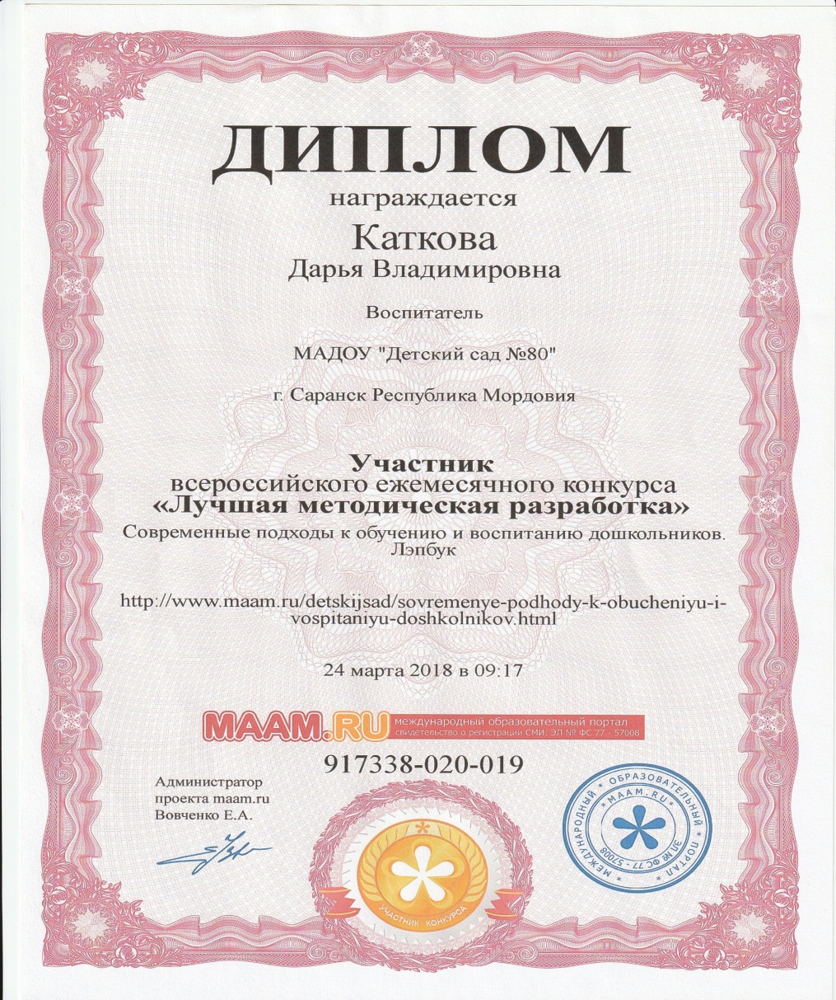 ДИПЛОМ
награждается
Каткова
Дарья Владимировна
Воспитатель
МАДОУ "Детский сад №80"
г. Саранск Республика Мордовия
Участник
всероссийского ежемесячного конкурса
«Лучшая методическая разработка»
Современные подходы к обучению и воспитанию дошкольников.
Лэпбук
http://www.maam.ru/detskijsad/sovremenye-podhody-k-obucheniyu-i-
vospitaniyu-doshkolnikov.html
24 марта 2018 в 09:17
MAAM.RU международный образовательный портал
свидетельство о регистрации СМИ: ЭЛ № ФС 77 - 57008
917338-020-019
Администратор
проекта maam.ru
Вовченко Е.А.
УЧАСТНИК КОНКУРСА
* МЕЖДУНАРОДНЫЙ * ОБРАЗОВАТЕЛЬНЫЙ * ПОРТАЛ *
* MAAM.RU *
ЭЛ № ФС 77 - 57008